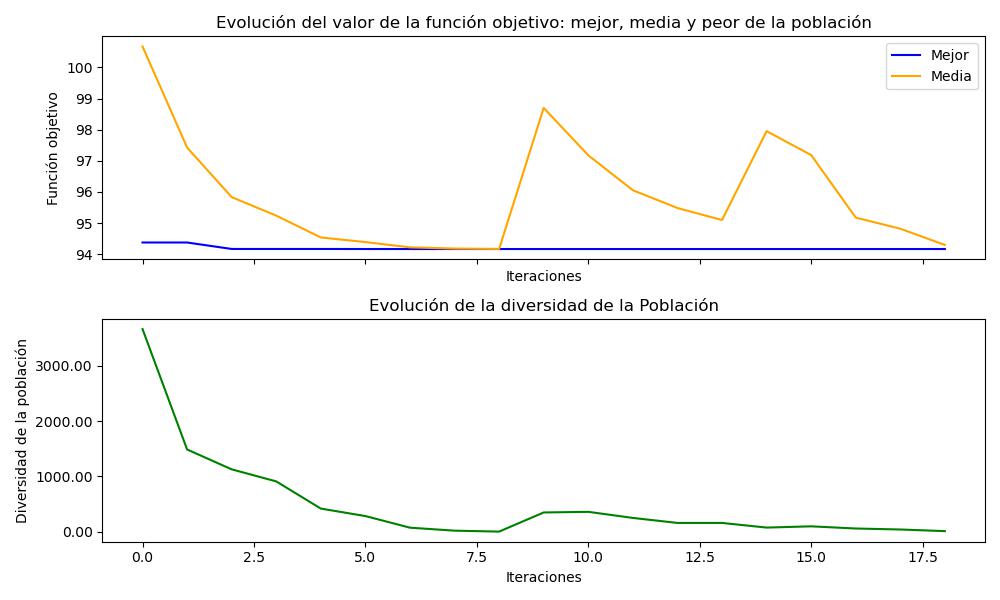 Evolución del valor de la función objetivo: mejor, media y peor de la población
Mejor
Media
Función objetivo
100
99
98
97
96
95
94
Iteraciones
Evolución de la diversidad de la Población
Diversidad de la población
3000.00
2000.00
1000.00
0.00
0.0 2.5 5.0 7.5 10.0 12.5 15.0 17.5
Iteraciones